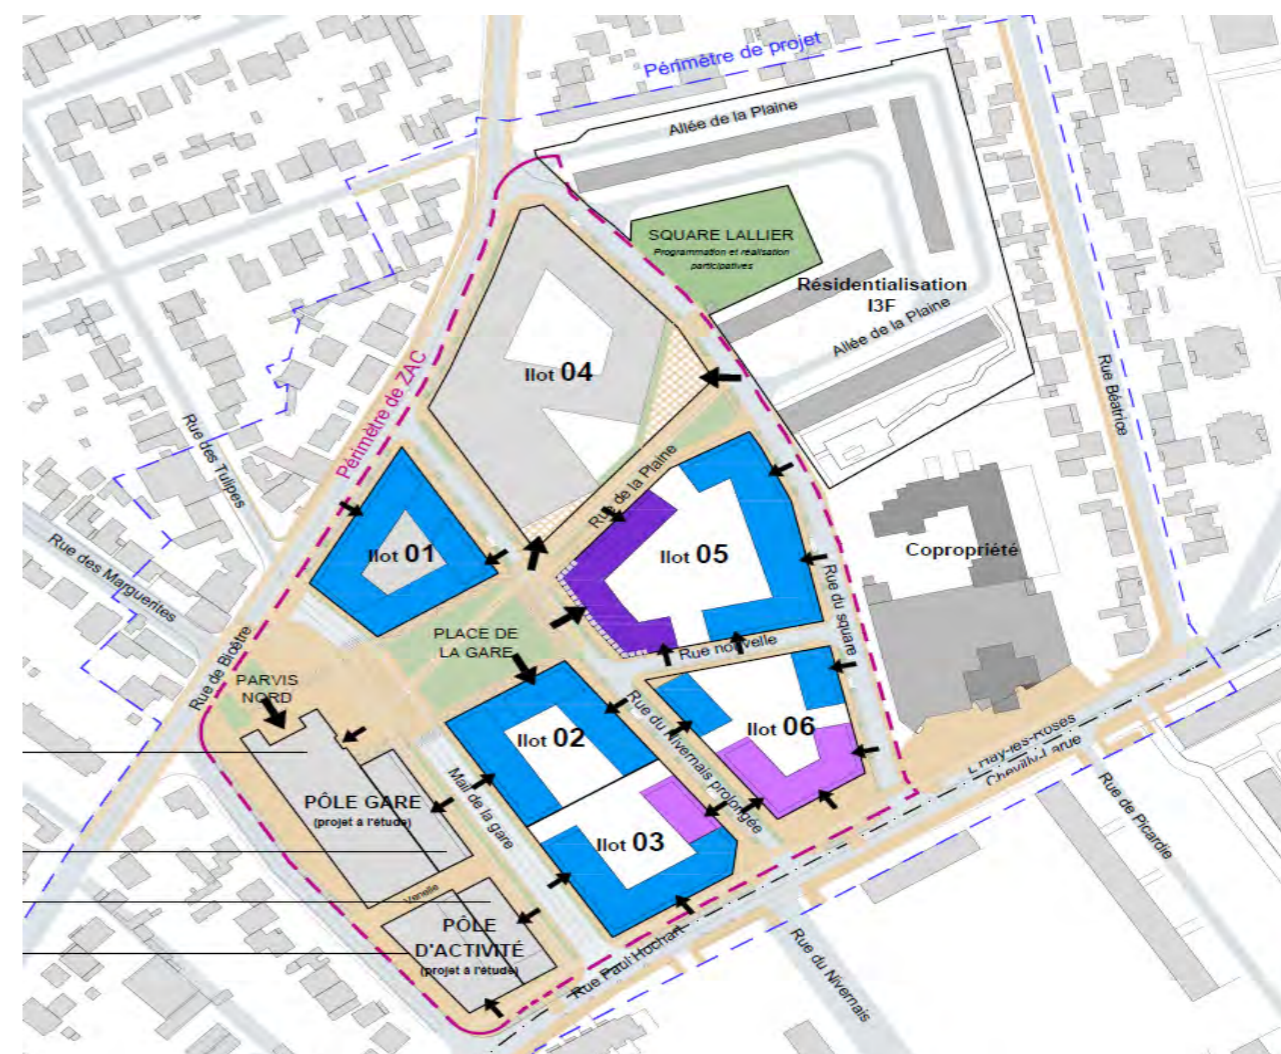 Périmètre de projet
Allée de la Plaine
SQUARE LALLIER
Programmation et réalisation
participatives
Résidentialisation
I3F
Allée de la Plaine
Rue Béatrice
Périmètre de ZAC
Ilot 04
Rue des Tulipes
Rue de la Plaine
Ilot 01
Ilot 05
Copropriété
Rue des Marguerites
Rue du square
PLACE DE
LA GARE
Rue nouvelle
Rue de Bicêtre
PARVIS
NORD
Rue du Nivernais prolongée
Ilot 02
Ilot 06
L'Haÿ-les-Roses
Chevilly-Larue
Mail de la gare
PÔLE GARE
(projet à l'étude)
Rue de Picardie
Ilot 03
Venelle
PÔLE
D'ACTIVITÉ
(projet à l'étude)
Rue Paul Hochart
Rue du Nivernais